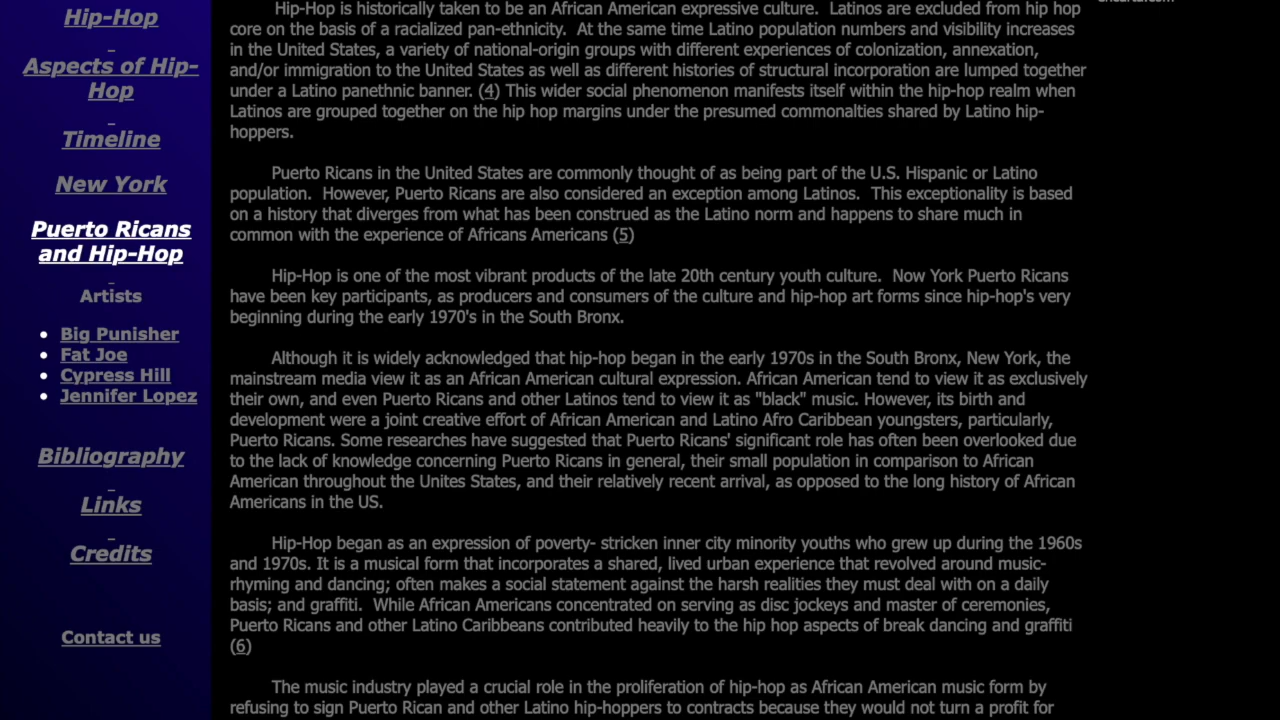 Hip-Hop
Aspects of Hip-
Hop
Timeline
New York
Puerto Ricans
and Hip-Hop
Artists
• Big Punisher
• Fat Joe
• Cypress Hill
• Jennifer Lopez
Bibliography
Links
Credits
Contact us
Hip-Hop is historically taken to be an African American expressive culture.  Latinos are excluded from hip hop
core on the basis of a racialized pan-ethnicity.  At the same time Latino population numbers and visibility increases
in the United States, a variety of national-origin groups with different experiences of colonization, annexation,
and/or immigration to the United States as well as different histories of structural incorporation are lumped together
under a Latino panethnic banner. (4) This wider social phenomenon manifests itself within the hip-hop realm when
Latinos are grouped together on the hip hop margins under the presumed commonalties shared by Latino hip-
hoppers.
Puerto Ricans in the United States are commonly thought of as being part of the U.S. Hispanic or Latino
population.  However, Puerto Ricans are also considered an exception among Latinos.  This exceptionality is based
on a history that diverges from what has been construed as the Latino norm and happens to share much in
common with the experience of Africans Americans (5)
Hip-Hop is one of the most vibrant products of the late 20th century youth culture.  Now York Puerto Ricans
have been key participants, as producers and consumers of the culture and hip-hop art forms since hip-hop's very
beginning during the early 1970's in the South Bronx.
Although it is widely acknowledged that hip-hop began in the early 1970s in the South Bronx, New York, the
mainstream media view it as an African American cultural expression. African American tend to view it as exclusively
their own, and even Puerto Ricans and other Latinos tend to view it as "black" music. However, its birth and
development were a joint creative effort of African American and Latino Afro Caribbean youngsters, particularly,
Puerto Ricans. Some researches have suggested that Puerto Ricans' significant role has often been overlooked due
to the lack of knowledge concerning Puerto Ricans in general, their small population in comparison to African
American throughout the Unites States, and their relatively recent arrival, as opposed to the long history of African
Americans in the US.
Hip-Hop began as an expression of poverty- stricken inner city minority youths who grew up during the 1960s
and 1970s. It is a musical form that incorporates a shared, lived urban experience that revolved around music-
rhyming and dancing; often makes a social statement against the harsh realities they must deal with on a daily
basis; and graffiti.  While African Americans concentrated on serving as disc jockeys and master of ceremonies,
Puerto Ricans and other Latino Caribbeans contributed heavily to the hip hop aspects of break dancing and graffiti
(6)
The music industry played a crucial role in the proliferation of hip-hop as African American music form by
refusing to sign Puerto Rican and other Latino hip-hoppers to contracts because they would not turn a profit for